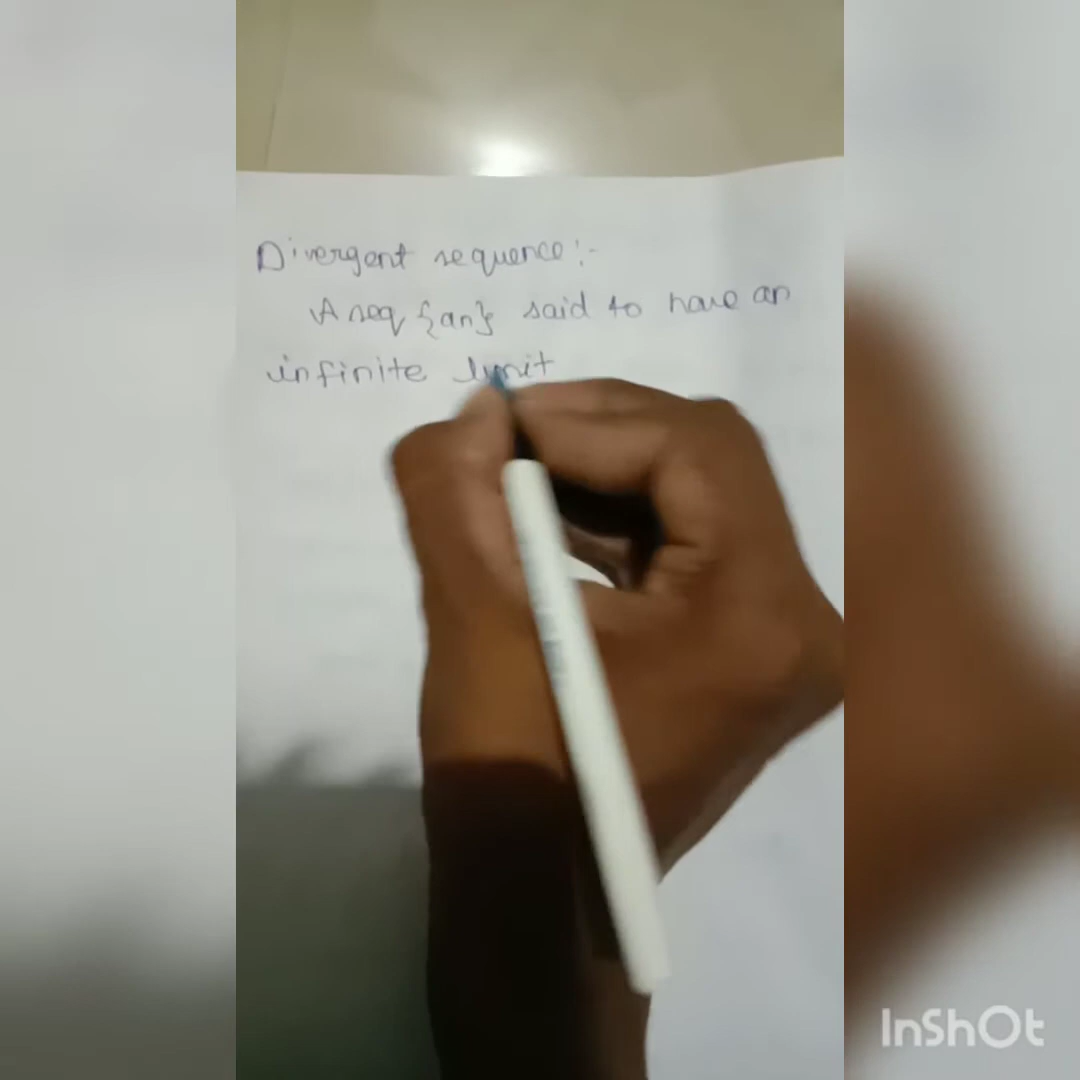 Divergent sequence:-
A seq {an} said to have an
infinite limit
InShOt